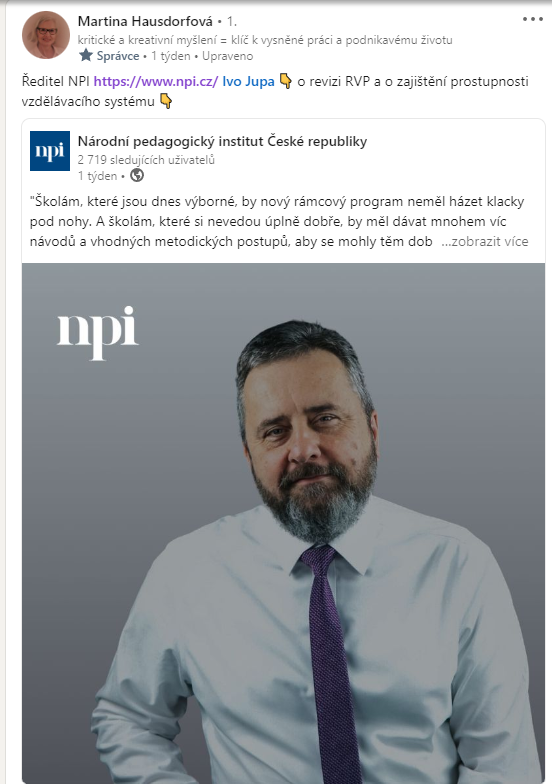 Martina Hausdorfová • 1.
kritické a kreativní myšlení = klíč k vysněné práci a podnikavému životu
Správce • 1 týden • Upraveno
Ředitel NPI https://www.npi.cz/ Ivo Jupa 👇 o revizi RVP a o zajištění prostupnosti
vzdělávacího systému 👇
npi
Národní pedagogický institut České republiky
2 719 sledujících uživatelů
1 týden •
"Školám, které jsou dnes výborné, by nový rámcový program neměl házet klacky
pod nohy. A školám, které si nevedou úplně dobře, by měl dávat mnohem víc
návodů a vhodných metodických postupů, aby se mohly těm dob ...zobrazit více
npi